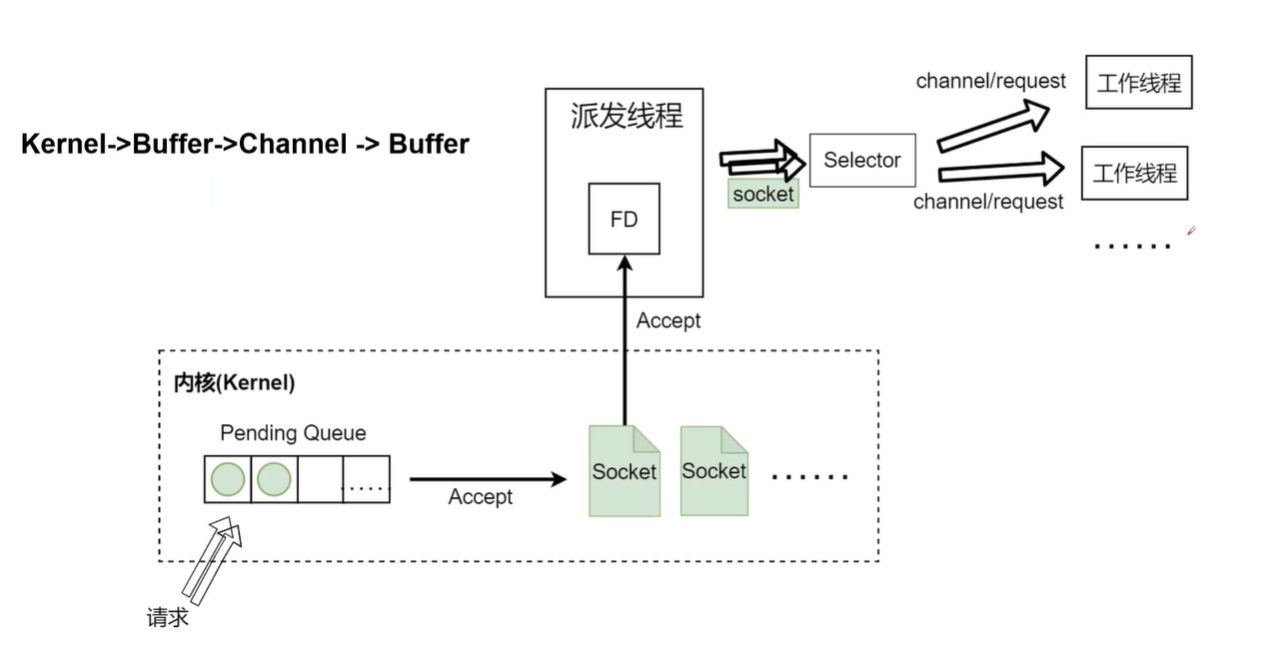 Kernel->Buffer->Channel -> Buffer
派发线程
FD
socket
Selector
channel/request
channel/request
工作线程
工作线程
......
Accept
内核(Kernel)
Pending Queue
.....
Accept
Socket
Socket
......
请求